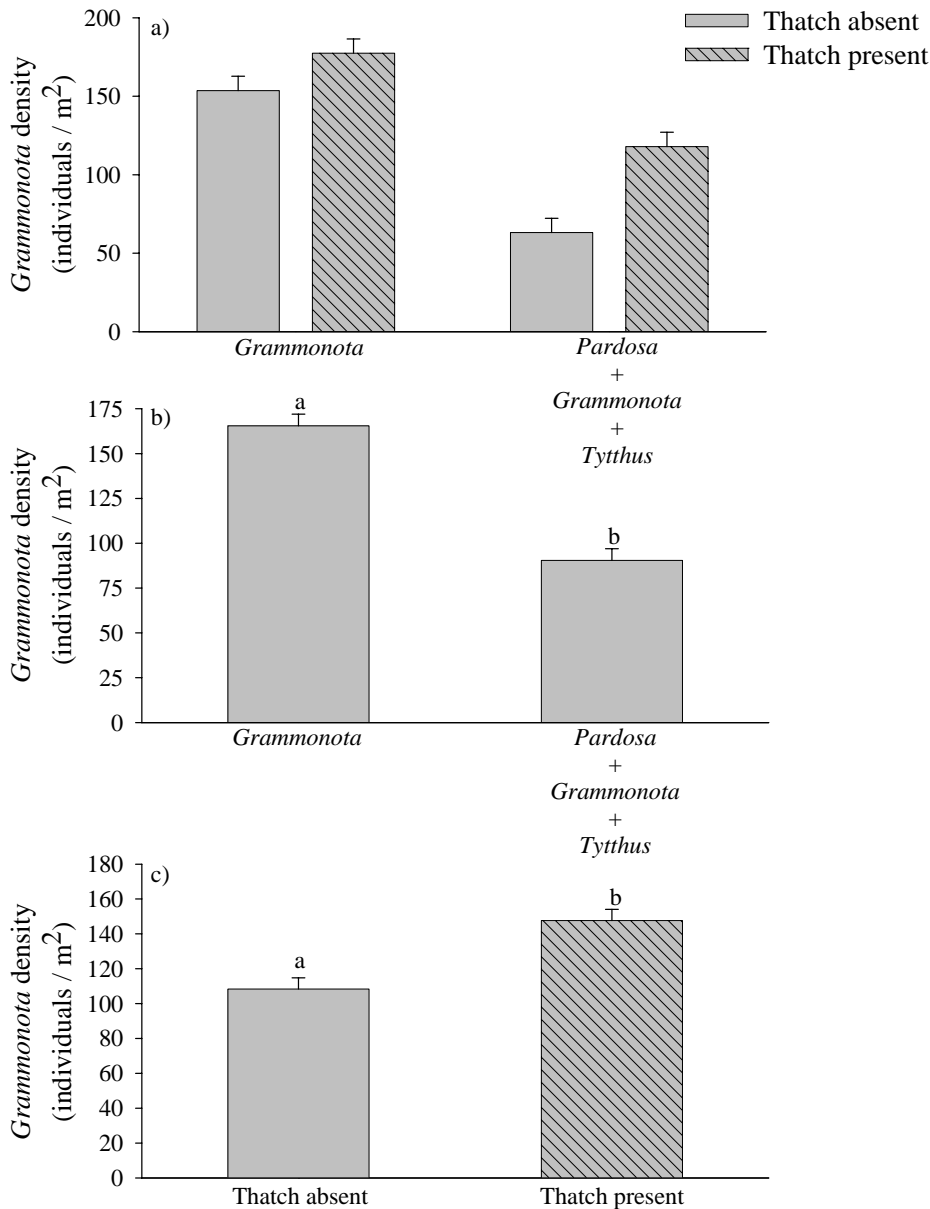 Thatch absent
Thatch present
a)
Grammonota density
(individuals / m2)
200
150
100
50
0
Grammonota
Pardosa
+
Grammonota
+
Tytthus
b)
Grammonota density
(individuals / m2)
175
150
125
100
75
50
25
0
a
b
Grammonota
Pardosa
+
Grammonota
+
Tytthus
c)
Grammonota density
(individuals / m2)
180
160
140
120
100
80
60
40
20
0
a
b
Thatch absent
Thatch present